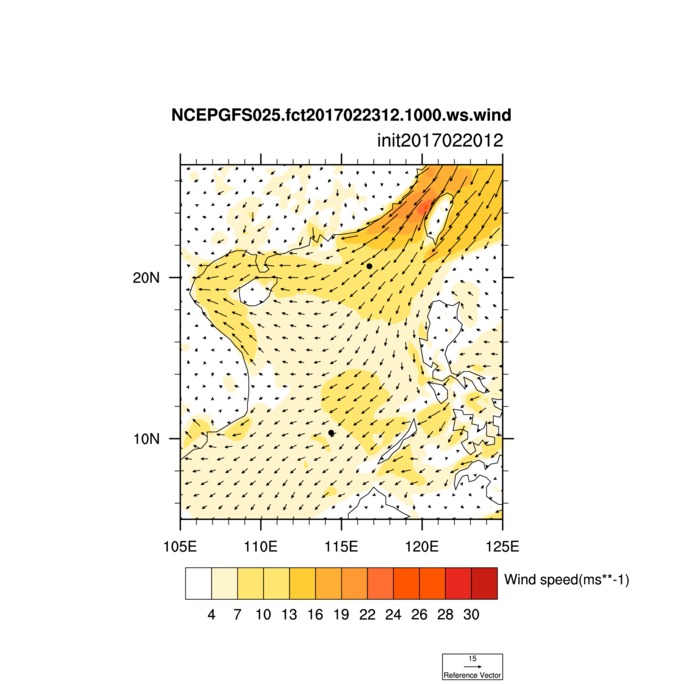 NCEPGFS025.fct2017022312.1000.ws.wind
init2017022012
20N
10N
105E 110E 115E 120E 125E
Wind speed(ms**-1)
4 7 10 13 16 19 22 24 26 28 30
15
Reference Vector